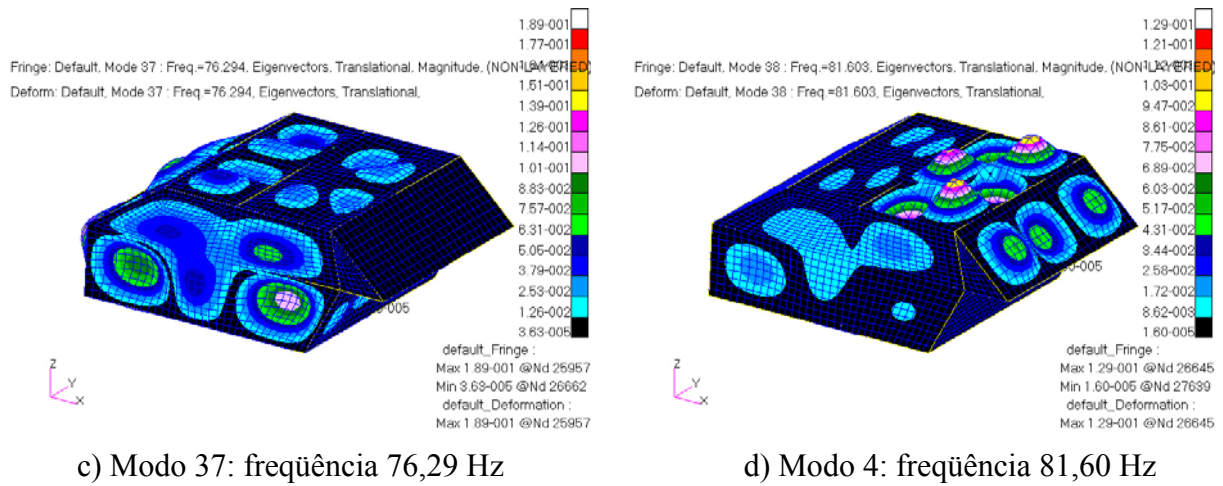 1.89-001
1.77-001
Fringe: Default, Mode 37 : Freq.=76.294, Eigenvectors, Translational, Magnitude, (NON-LAYERED)
1.51-001
Deform: Default, Mode 37 : Freq.=76.294, Eigenvectors, Translational,
1.39-001
1.26-001
1.14-001
1.01-001
8.83-002
7.57-002
6.31-002
5.05-002
3.79-002
2.53-002
1.26-002
3.63-005
default_Fringe :
Max 1.89-001 @Nd 25957
Min 3.63-005 @Nd 26662
default_Deformation :
Max 1.89-001 @Nd 25957
Z
Y
X
c) Modo 37: freqüência 76,29 Hz
1.29-001
1.21-001
Fringe: Default, Mode 38 : Freq.=81.603, Eigenvectors, Translational, Magnitude, (NON-LAYERED)
1.03-001
Deform: Default, Mode 38 : Freq.=81.603, Eigenvectors, Translational,
9.47-002
8.61-002
7.75-002
6.89-002
6.03-002
5.17-002
4.31-002
3.44-002
2.58-002
1.72-002
8.62-003
1.60-005
default_Fringe :
Max 1.29-001 @Nd 26645
Min 1.60-005 @Nd 27639
default_Deformation :
Max 1.29-001 @Nd 26645
Z
Y
X
d) Modo 4: freqüência 81,60 Hz